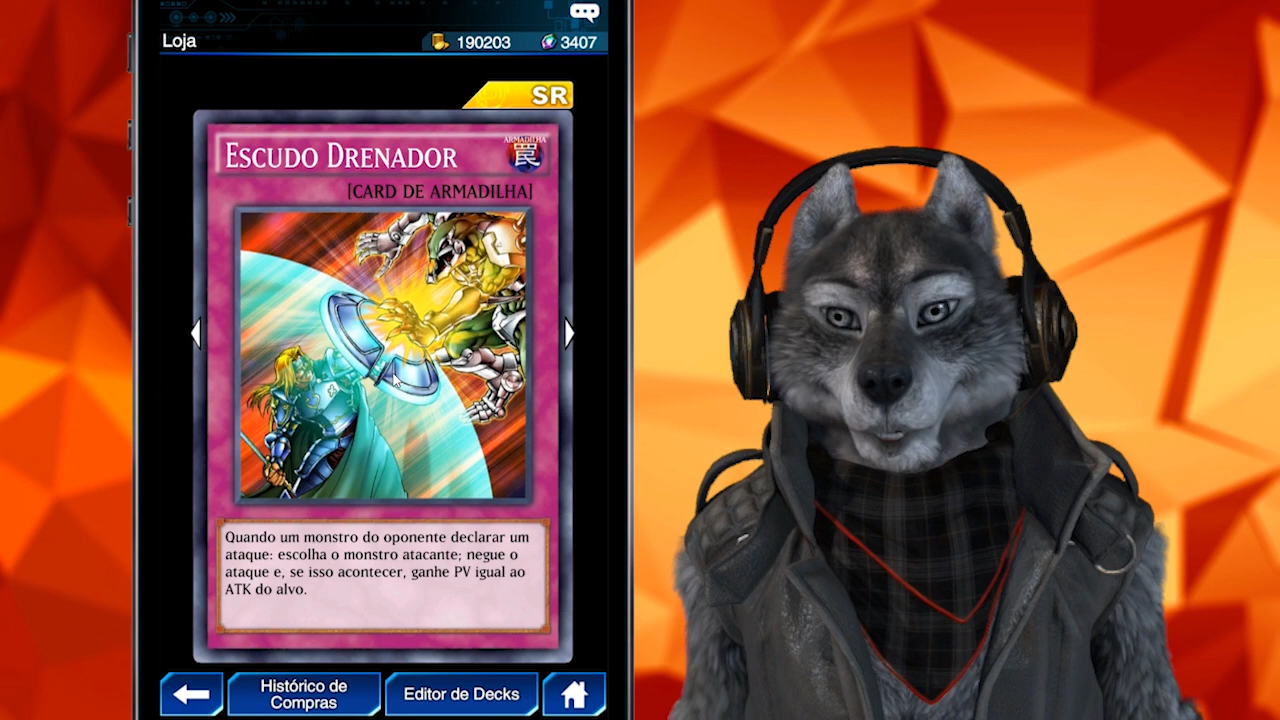 Loja
190203
3407
SR
ESCUDO DRENADOR
ARMADILHA
罠
[CARD DE ARMADILHA]
Quando um monstro do oponente declarar um
ataque: escolha o monstro atacante; negue o
ataque e, se isso acontecer, ganhe PV igual ao
ATK do alvo.
Histórico de
Compras
Editor de Decks